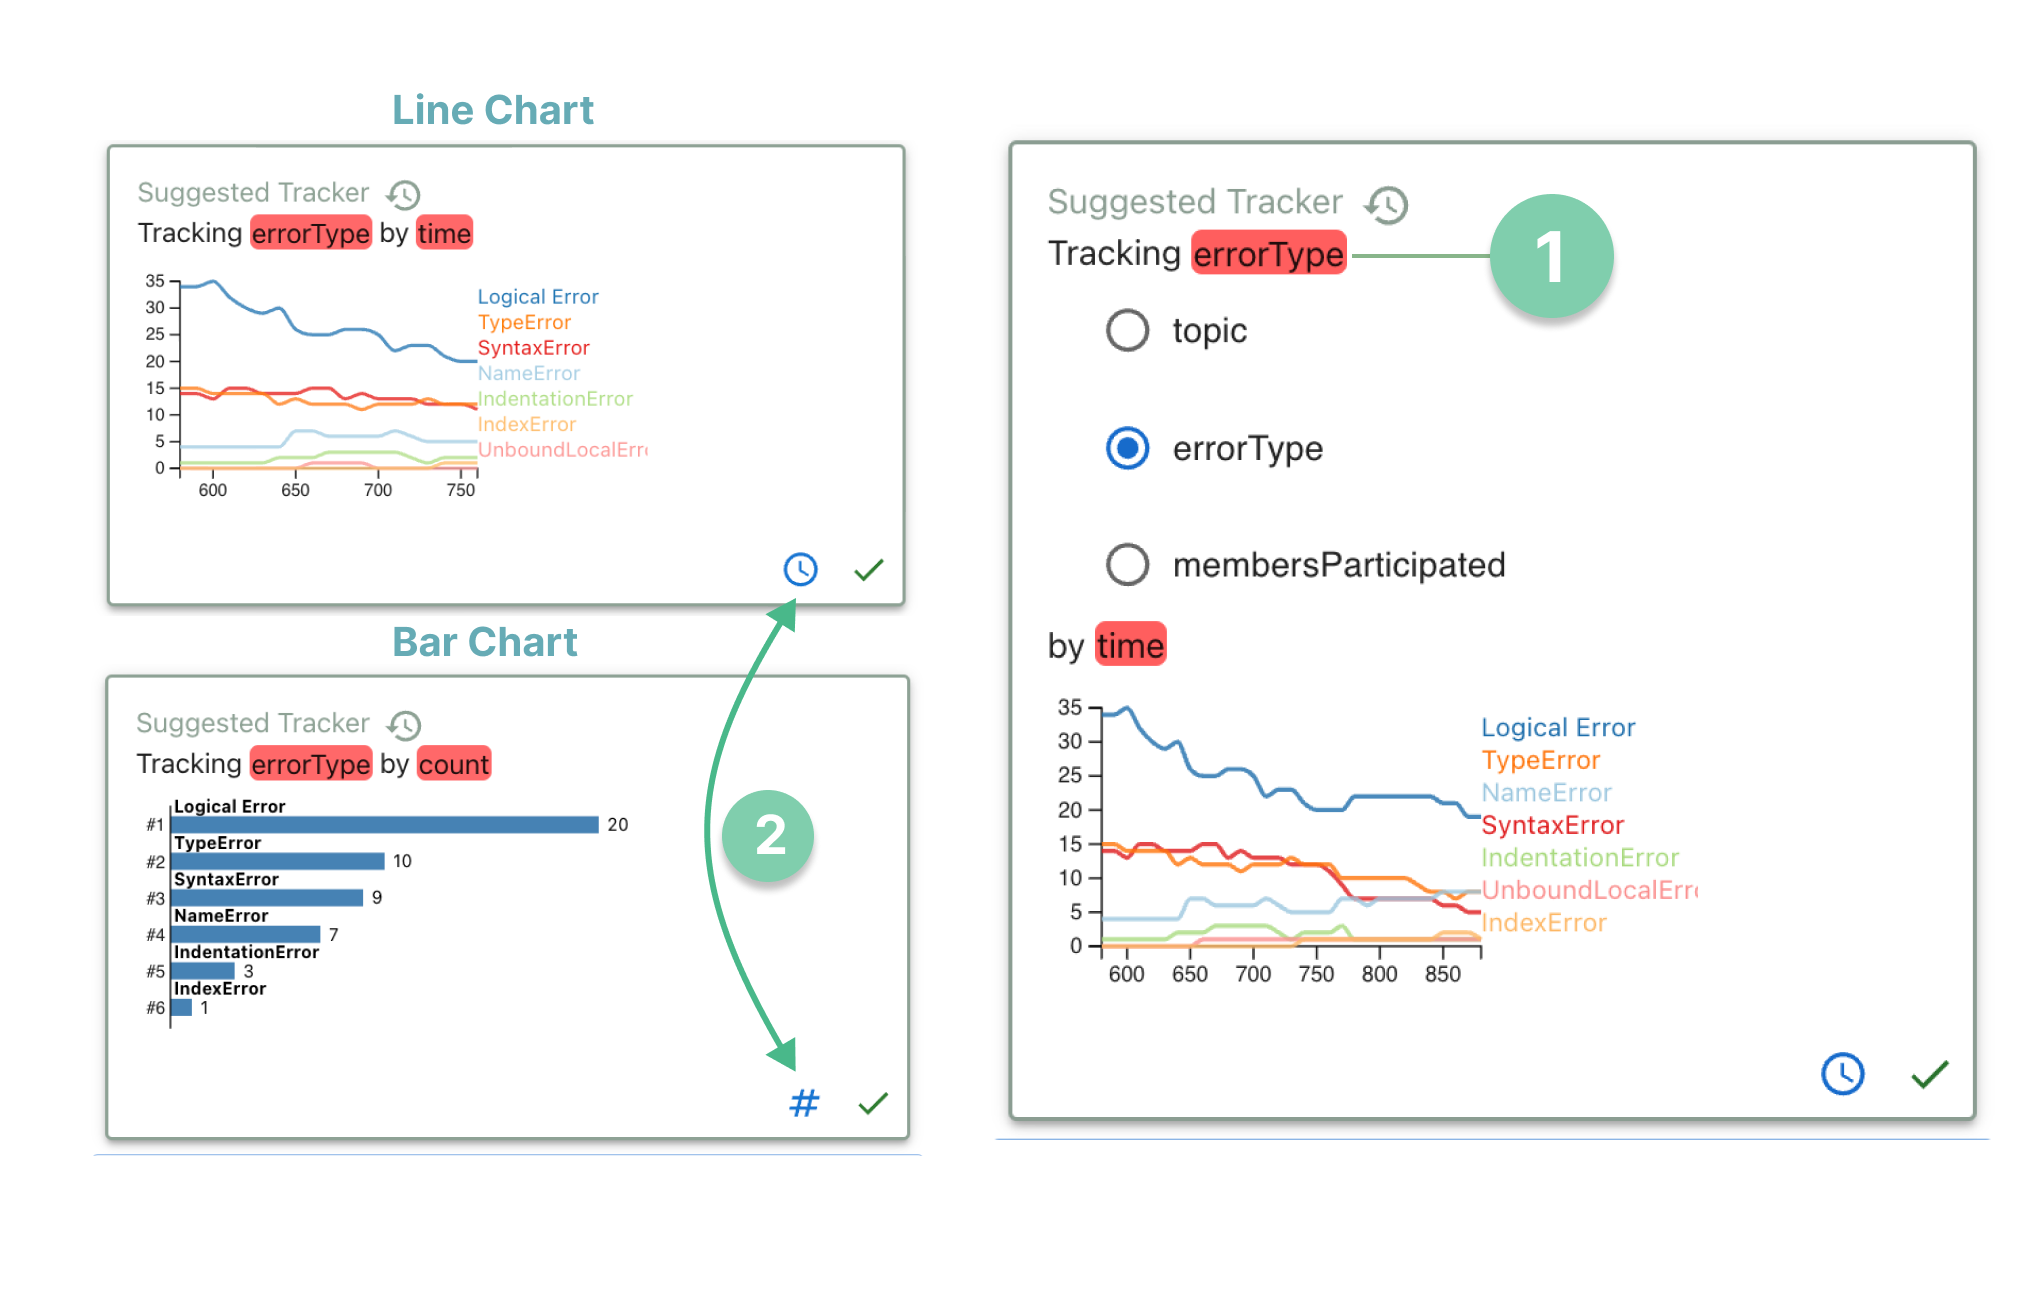 Line Chart
Suggested Tracker
Tracking errorType by time
35
30
25
20
15
10
5
0
600 650 700 750
Logical Error
TypeError
SyntaxError
NameError
IndentationError
IndexError
UnboundLocalErr
Bar Chart
Suggested Tracker
Tracking errorType by count
Logical Error
#1 20
TypeError
#2 10
SyntaxError
#3 9
NameError
#4 7
IndentationError
#5 3
IndexError
#6 1
#
2
Suggested Tracker
Tracking errorType
1
topic
errorType
membersParticipated
by time
35
30
25
20
15
10
5
0
600 650 700 750 800 850
Logical Error
TypeError
NameError
SyntaxError
IndentationError
UnboundLocalErr
IndexError